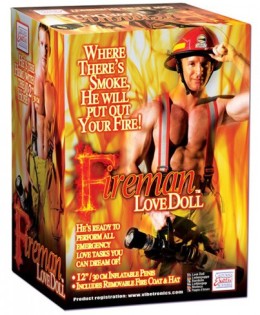 WHERE
THERE'S
SMOKE,
HE WILL
PUT OUT
YOUR FIRE!
Fireman
LOVE DOLL
HE'S READY TO
PERFORM ALL
EMERGENCY
LOVE TASKS YOU
CAN DREAM OF!
• 12"/30 CM INFLATABLE PENIS
• INCLUDES REMOVABLE FIRE COAT & HAT
Product registration: www.sibetronics.com
Fireman
LOVE DOLL